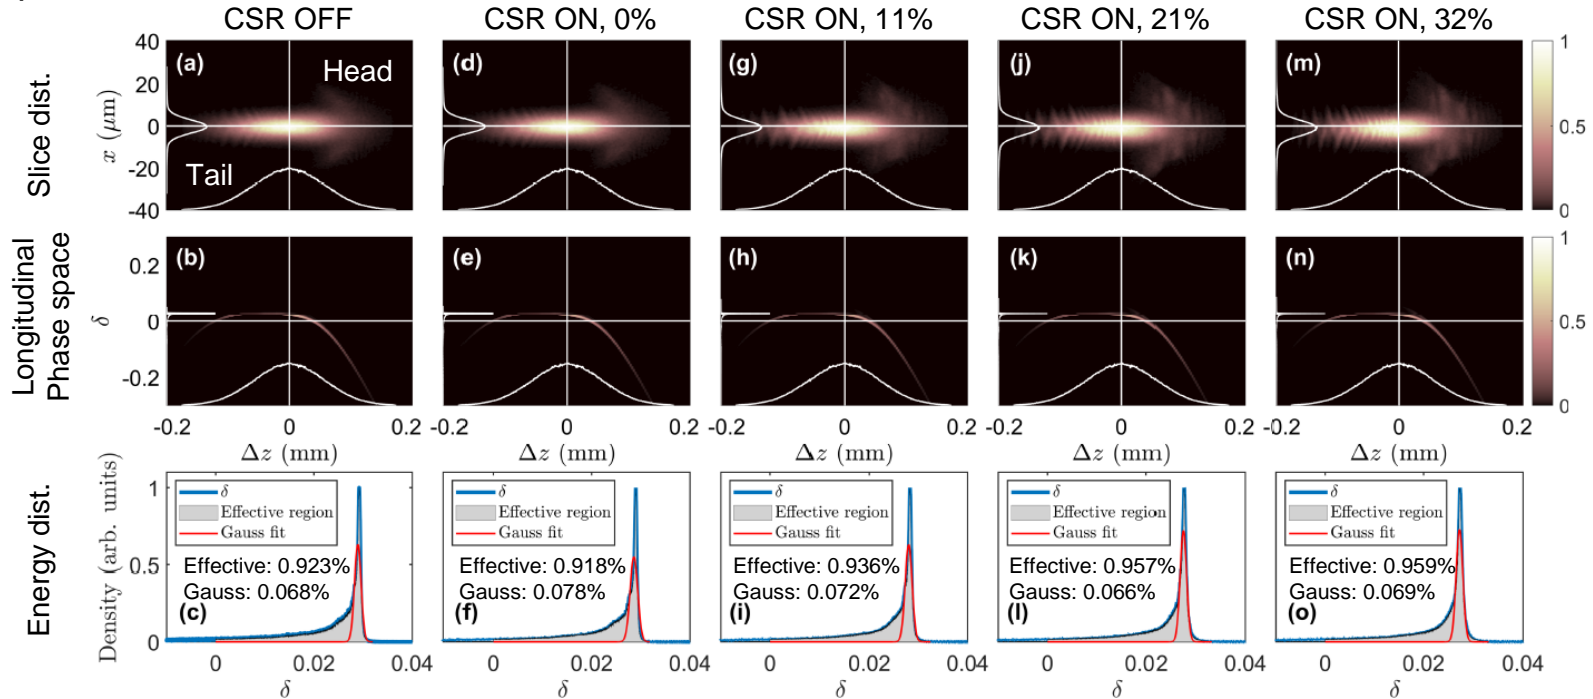 CSR OFF CSR ON, 0% CSR ON, 11% CSR ON, 21% CSR ON, 32%
Slice dist.
x (μm)
40
20
0
-20
-40
(a) Head
Tail
(d)
(g)
(j)
(m)
1
0.5
0
Longitudinal
Phase space
δ
0.2
0
-0.2
(b)
(e)
(h)
(k)
(n)
1
0.5
0
-0.2 0 0.2 -0.2 0 0.2 -0.2 0 0.2 -0.2 0 0.2 -0.2 0 0.2
Δz (mm) Δz (mm) Δz (mm) Δz (mm) Δz (mm)
Energy dist.
Density (arb. units)
1
0.5
0
δ
Effective region
Gauss fit
Effective: 0.923%
Gauss: 0.068%
(c)
δ
Effective region
Gauss fit
Effective: 0.918%
Gauss: 0.078%
(f)
δ
Effective region
Gauss fit
Effective: 0.936%
Gauss: 0.072%
(i)
δ
Effective region
Gauss fit
Effective: 0.957%
Gauss: 0.066%
(l)
δ
Effective region
Gauss fit
Effective: 0.959%
Gauss: 0.069%
(o)
0 0.02 0.04 0 0.02 0.04 0 0.02 0.04 0 0.02 0.04 0 0.02 0.04
δ δ δ δ δ